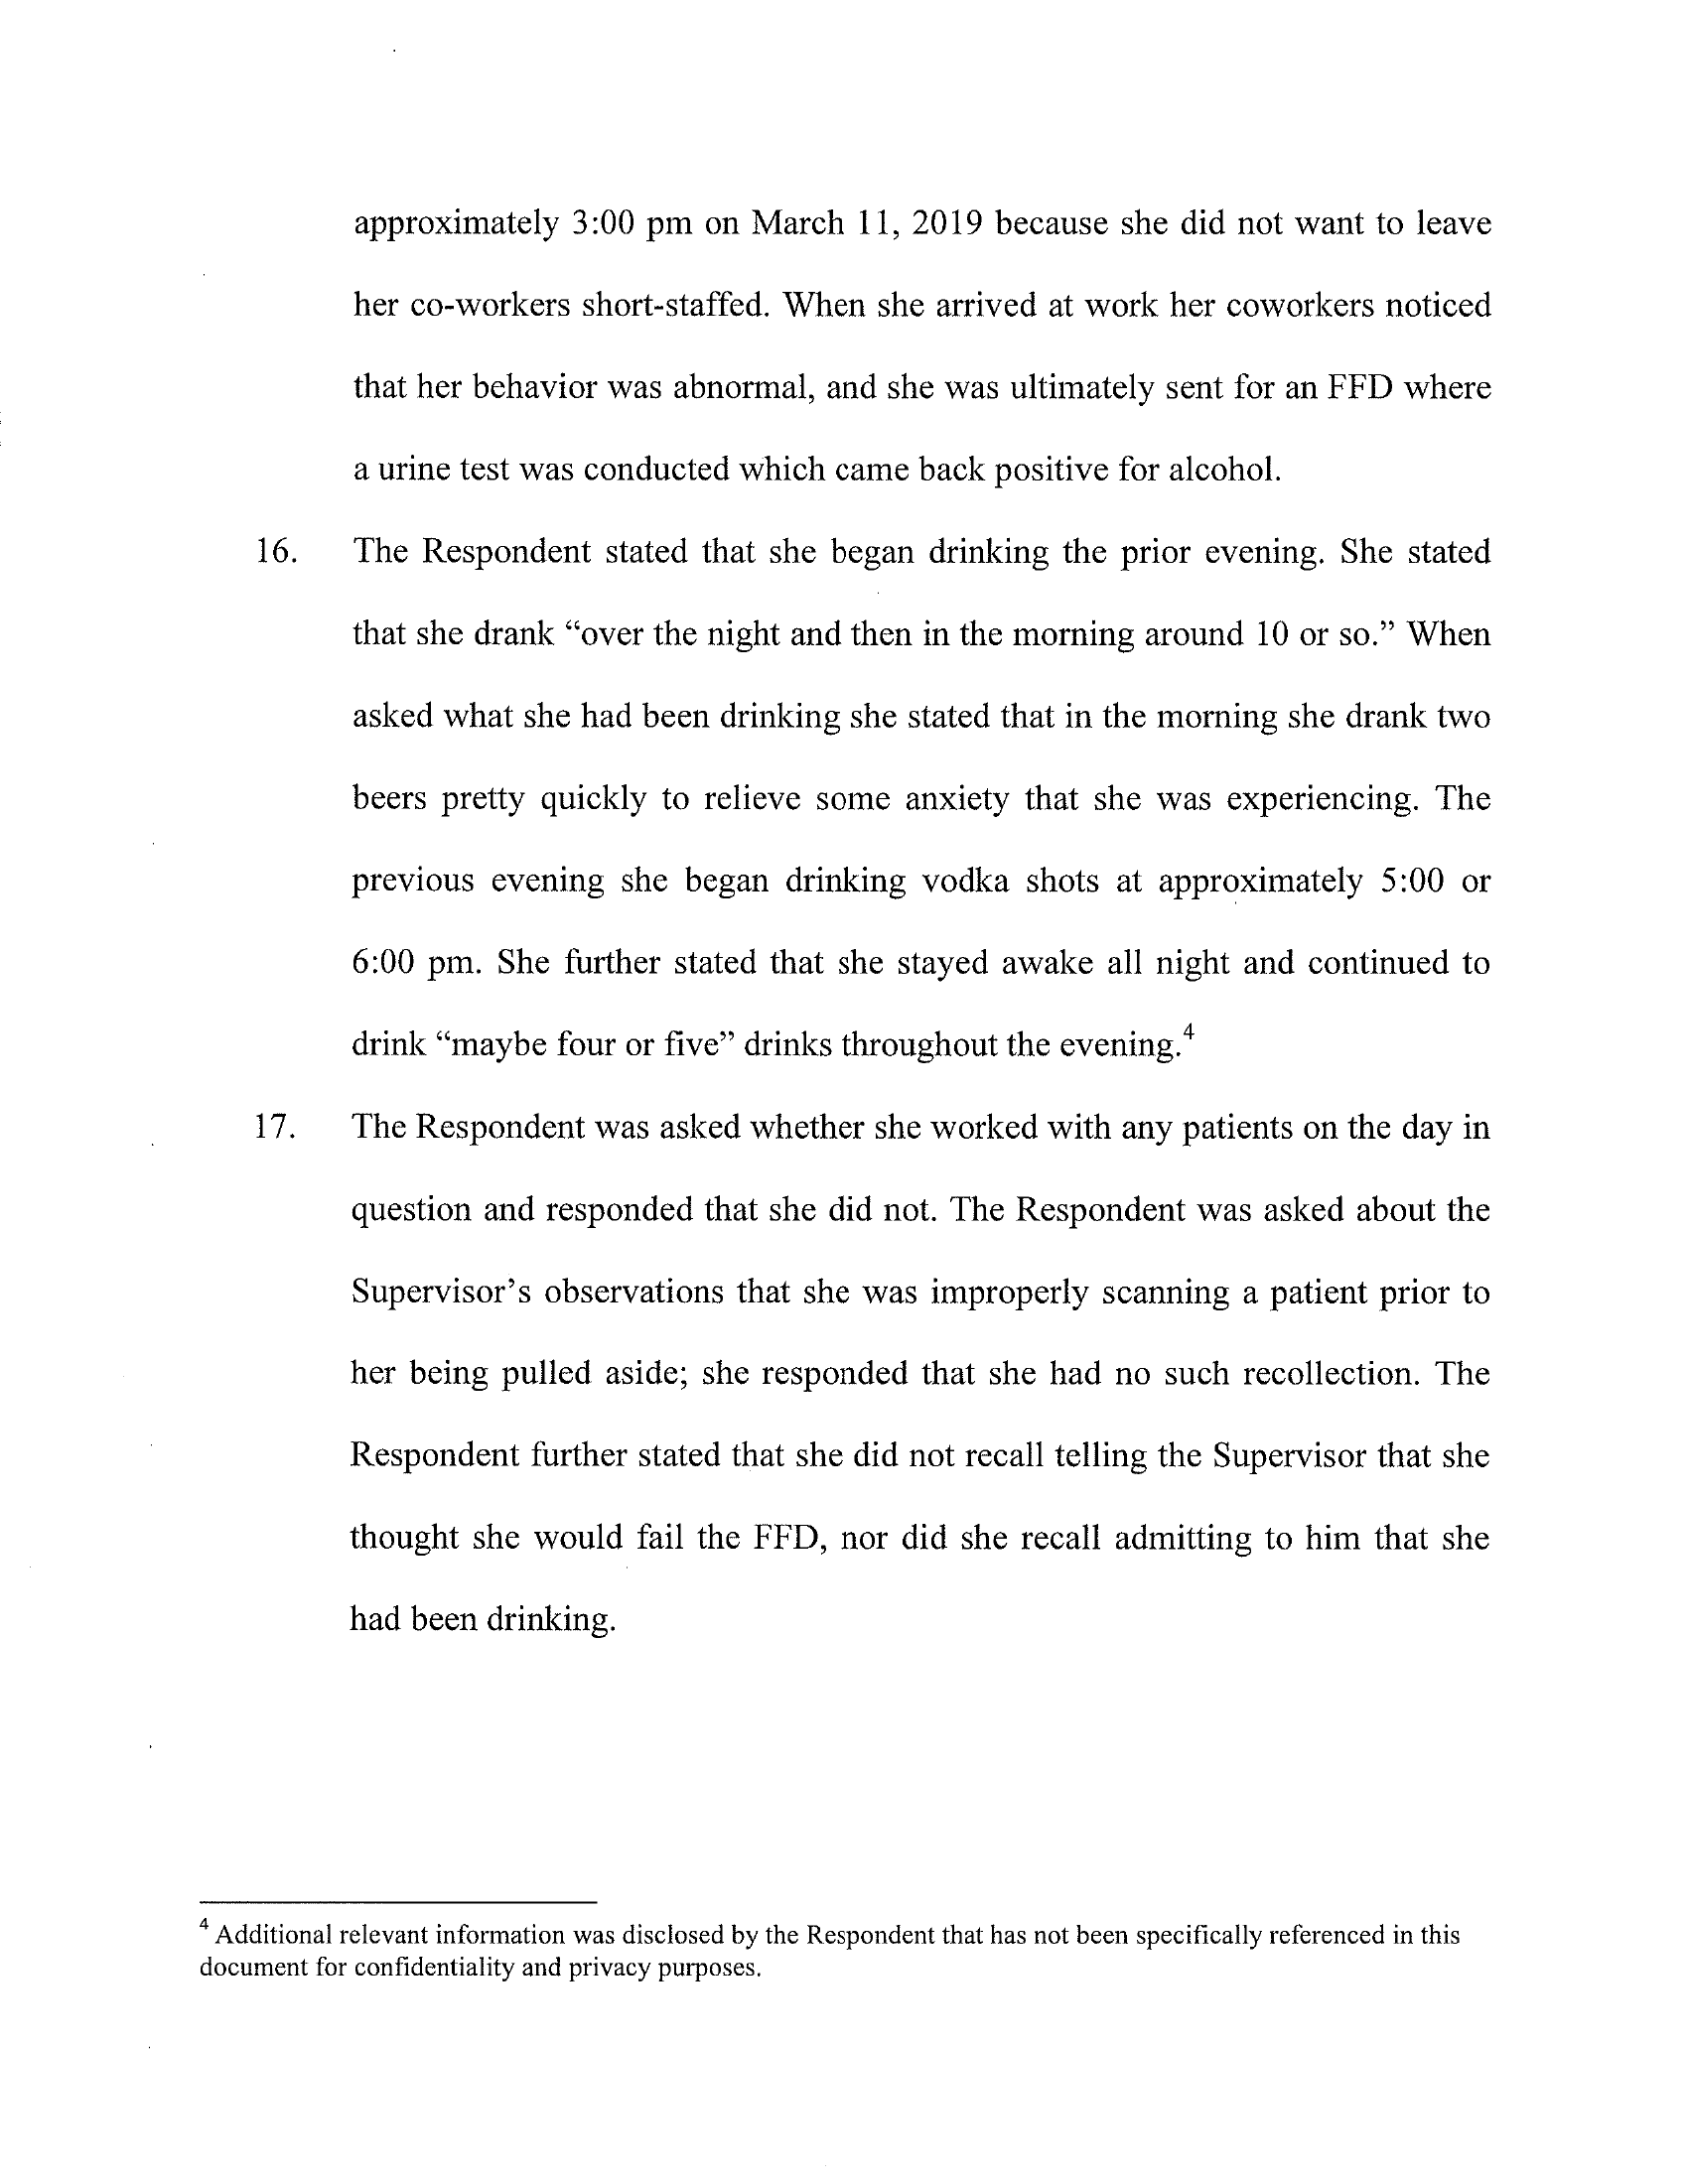 approximately 3:00 pm on March 11, 2019 because she did not want to leave
her co-workers short-staffed. When she arrived at work her coworkers noticed
that her behavior was abnormal, and she was ultimately sent for an FFD where
a urine test was conducted which came back positive for alcohol.
16. The Respondent stated that she began drinking the prior evening. She stated
that she drank “over the night and then in the morning around 10 or so.” When
asked what she had been drinking she stated that in the morning she drank two
beers pretty quickly to relieve some anxiety that she was experiencing. The
previous evening she began drinking vodka shots at approximately 5:00 or
6:00 pm. She further stated that she stayed awake all night and continued to
drink “maybe four or five” drinks throughout the evening.4
17. The Respondent was asked whether she worked with any patients on the day in
question and responded that she did not. The Respondent was asked about the
Supervisor’s observations that she was improperly scanning a patient prior to
her being pulled aside; she responded that she had no such recollection. The
Respondent further stated that she did not recall telling the Supervisor that she
thought she would fail the FFD, nor did she recall admitting to him that she
had been drinking.
4 Additional relevant information was disclosed by the Respondent that has not been specifically referenced in this
document for confidentiality and privacy purposes.